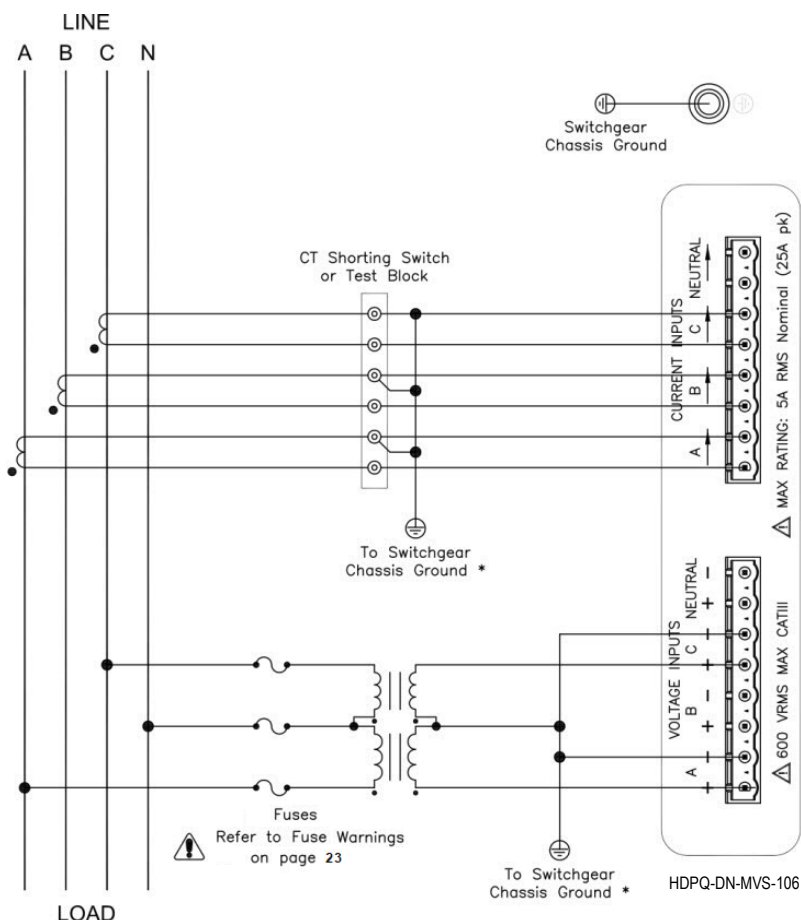 LINE
A B C N
Switchgear
Chassis Ground
CT Shorting Switch
or Test Block
CURRENT INPUTS
NEUTRAL
C
B
A
MAX RATING: 5A RMS Nominal (25A pk)
To Switchgear
Chassis Ground *
VOLTAGE INPUTS
NEUTRAL
C
B
A
−
+
−
+
−
+
−
+
600 VRMS MAX CATIII
Fuses
Refer to Fuse Warnings
on page 23
To Switchgear
Chassis Ground *
HDPQ-DN-MVS-106
LOAD